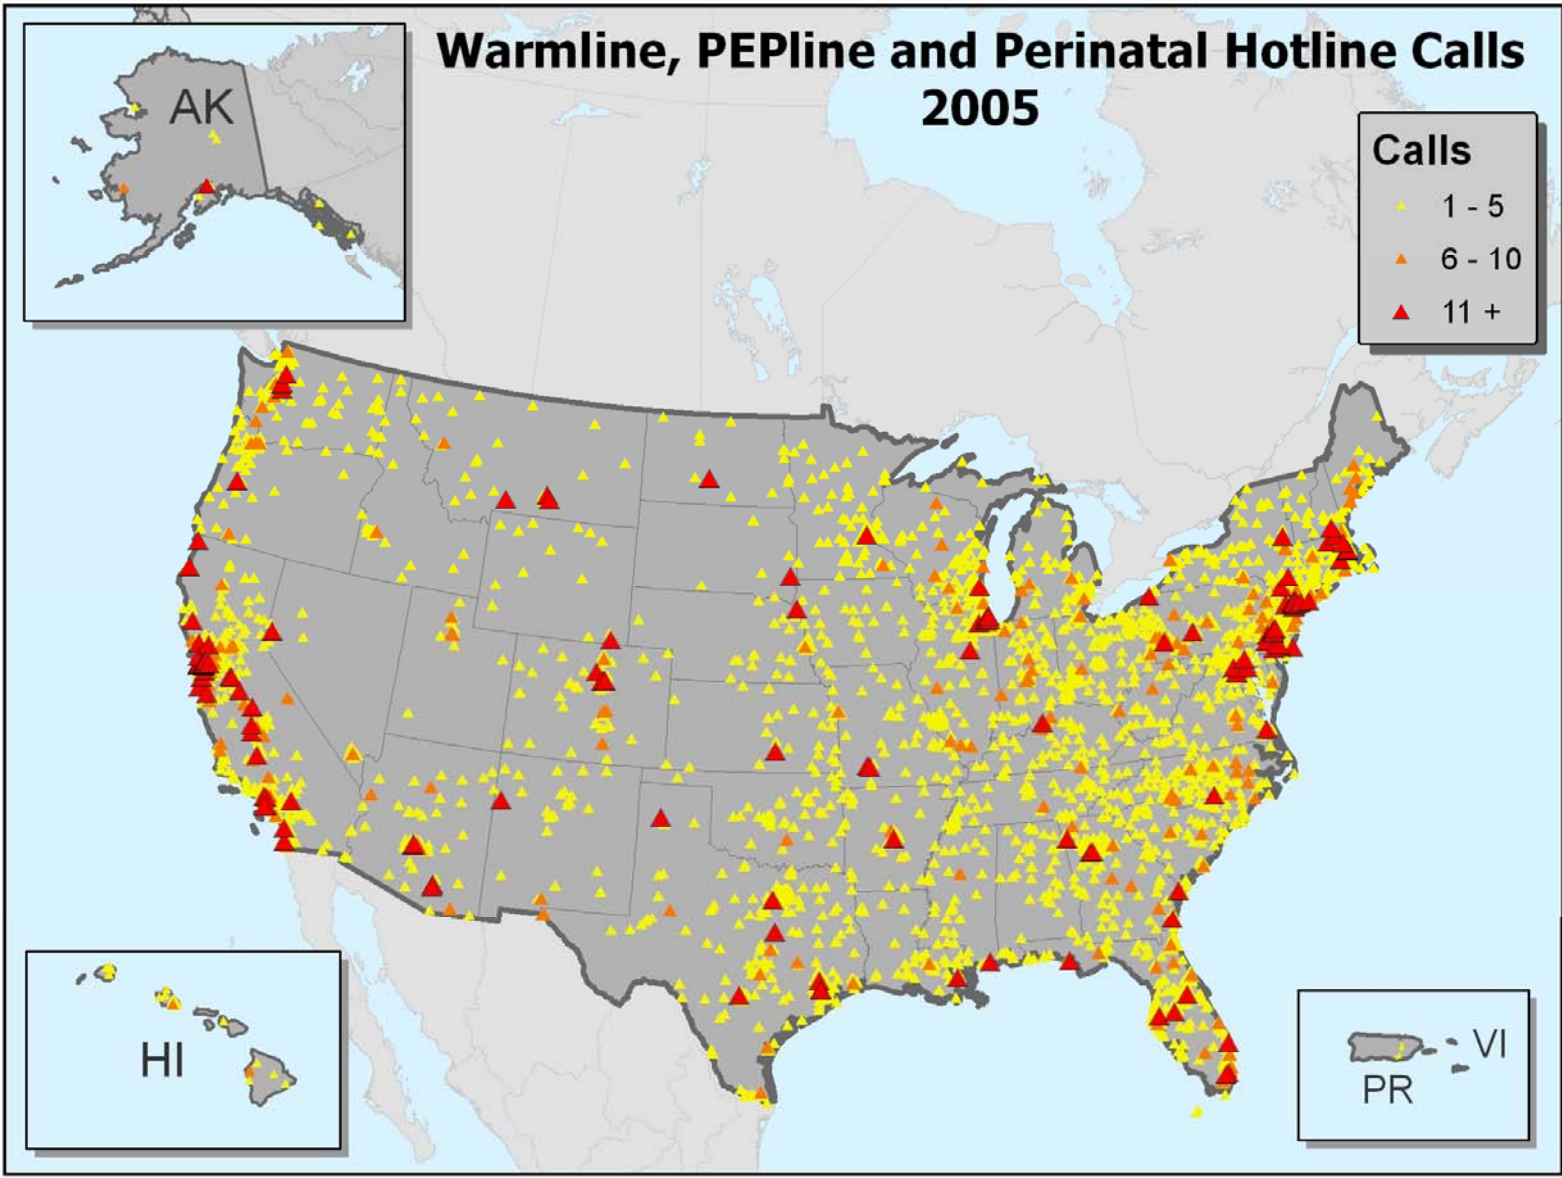 Warmline, PEPline and Perinatal Hotline Calls
2005
AK
Calls
1 - 5
6 - 10
11 +
HI
VI
PR